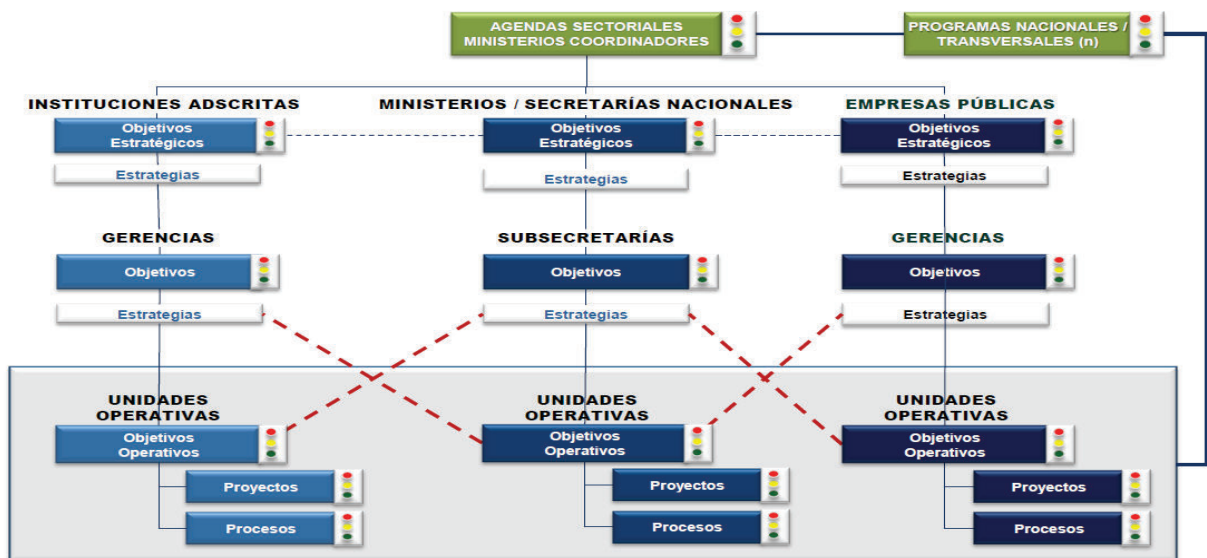 AGENDAS SECTORIALES
MINISTERIOS COORDINADORES
PROGRAMAS NACIONALES /
TRANSVERSALES (n)
INSTITUCIONES ADSCRITAS
MINISTERIOS / SECRETARÍAS NACIONALES
EMPRESAS PÚBLICAS
Objetivos
Estratégicos
Objetivos
Estratégicos
Objetivos
Estratégicos
Estrategias
Estrategias
Estrategias
GERENCIAS
SUBSECRETARÍAS
GERENCIAS
Objetivos
Objetivos
Objetivos
Estrategias
Estrategias
Estrategias
UNIDADES
OPERATIVAS
UNIDADES
OPERATIVAS
UNIDADES
OPERATIVAS
Objetivos
Operativos
Objetivos
Operativos
Objetivos
Operativos
Proyectos
Proyectos
Proyectos
Procesos
Procesos
Procesos